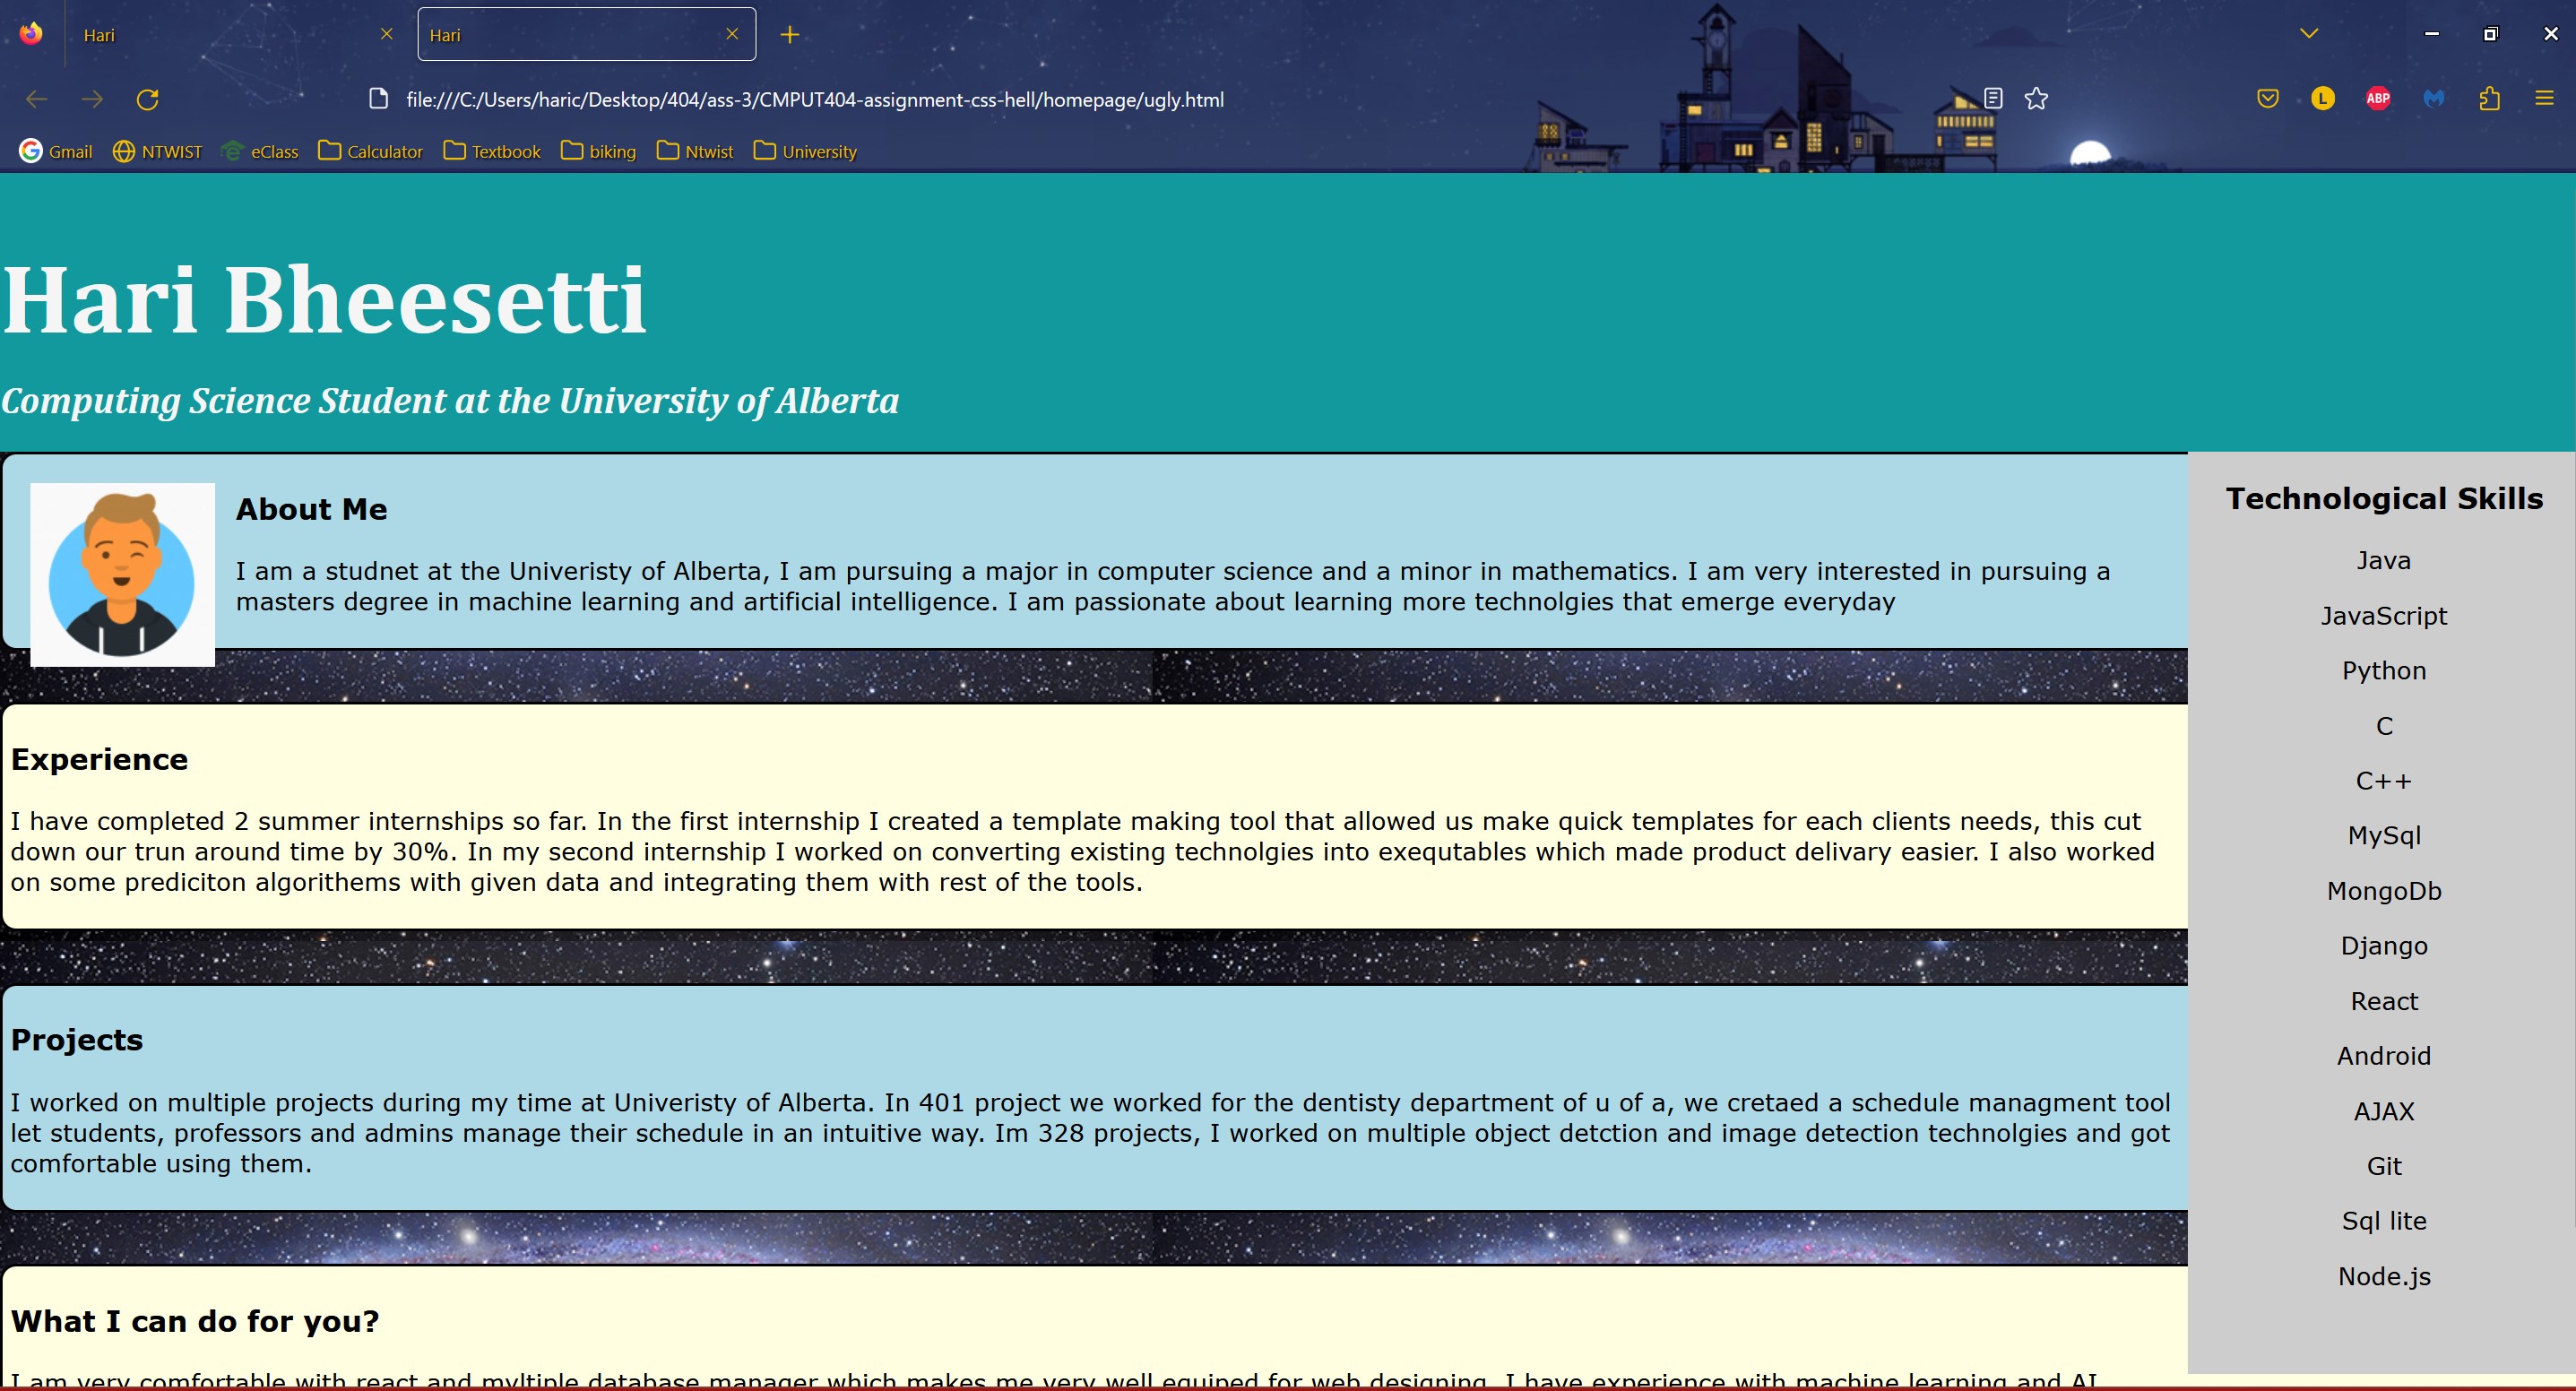 Hari
Hari
file:///C:/Users/haric/Desktop/404/ass-3/CMPUT404-assignment-css-hell/homepage/ugly.html
L
ABP
Gmail
NTWIST
eClass
Calculator
Textbook
biking
Ntwist
University
Hari Bheesetti
Computing Science Student at the University of Alberta
About Me
I am a studnet at the Univeristy of Alberta, I am pursuing a major in computer science and a minor in mathematics. I am very interested in pursuing a
masters degree in machine learning and artificial intelligence. I am passionate about learning more technolgies that emerge everyday
Experience
I have completed 2 summer internships so far. In the first internship I created a template making tool that allowed us make quick templates for each clients needs, this cut
down our trun around time by 30%. In my second internship I worked on converting existing technolgies into exequtables which made product delivary easier. I also worked
on some prediciton algorithems with given data and integrating them with rest of the tools.
Projects
I worked on multiple projects during my time at Univeristy of Alberta. In 401 project we worked for the dentisty department of u of a, we cretaed a schedule managment tool
let students, professors and admins manage their schedule in an intuitive way. Im 328 projects, I worked on multiple object detction and image detection technolgies and got
comfortable using them.
What I can do for you?
I am very comfortable with react and myltiple database manager which makes me very well equiped for web designing. I have experience with machine learning and AI
Technological Skills
Java
JavaScript
Python
C
C++
MySql
MongoDb
Django
React
Android
AJAX
Git
Sql lite
Node.js